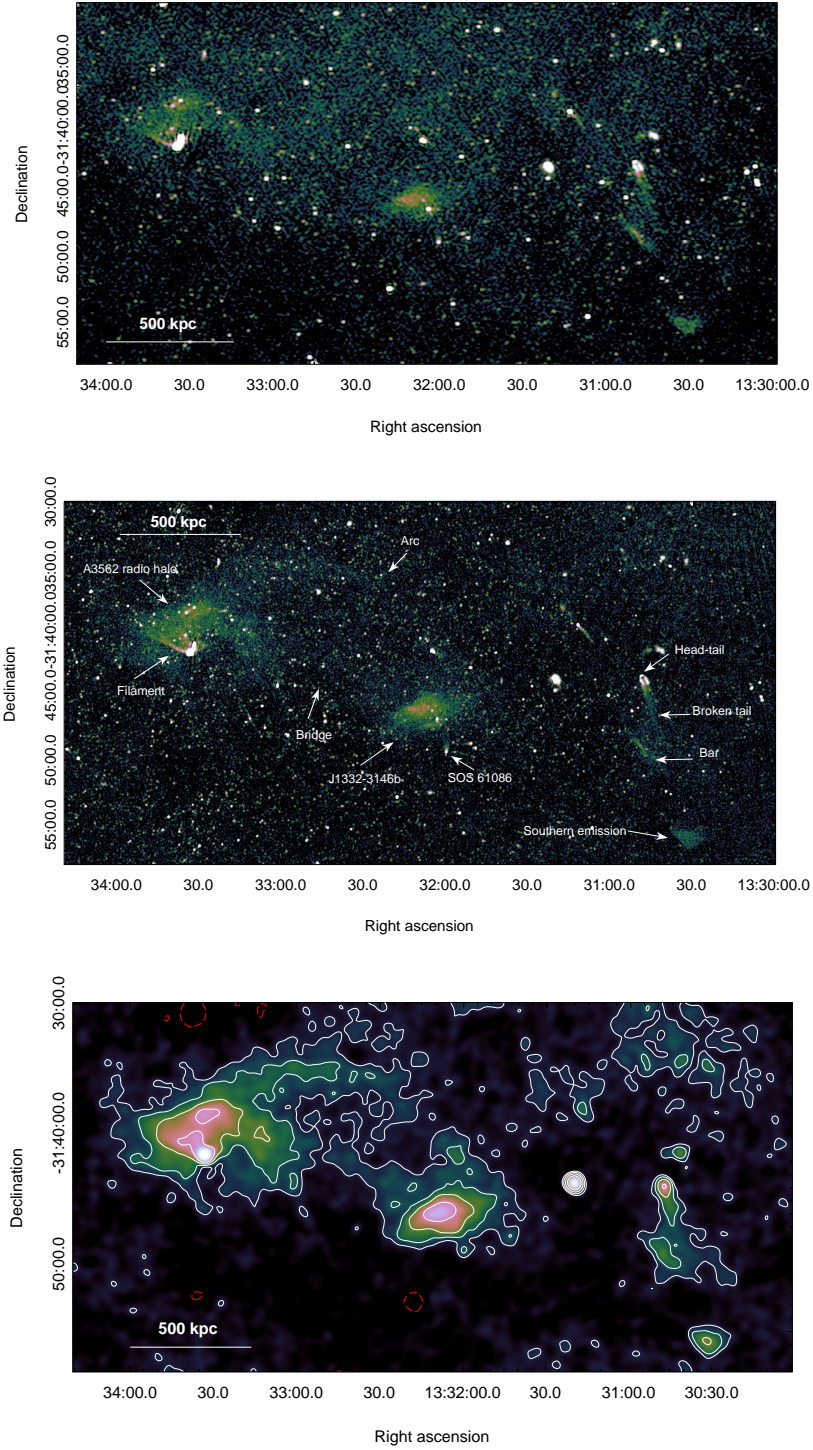 Declination
55:00.0 50:00.0 45:00.0-31:40:00.035:00.0
500 kpc
34:00.0 30.0 33:00.0 30.0 32:00.0 30.0 31:00.0 30.0 13:30:00.0
Right ascension
Declination
55:00.0 50:00.0 45:00.0-31:40:00.035:00.0 30:00.0
500 kpc
Arc
A3562 radio halo
Head-tail
Filament
Broken tail
Bridge
Bar
J1332-3146b
SOS 61086
Southern emission
34:00.0 30.0 33:00.0 30.0 32:00.0 30.0 31:00.0 30.0 13:30:00.0
Right ascension
Declination
50:00.0 -31:40:00.0 30:00.0
500 kpc
34:00.0 30.0 33:00.0 30.0 13:32:00.0 30.0 31:00.0 30:30.0
Right ascension